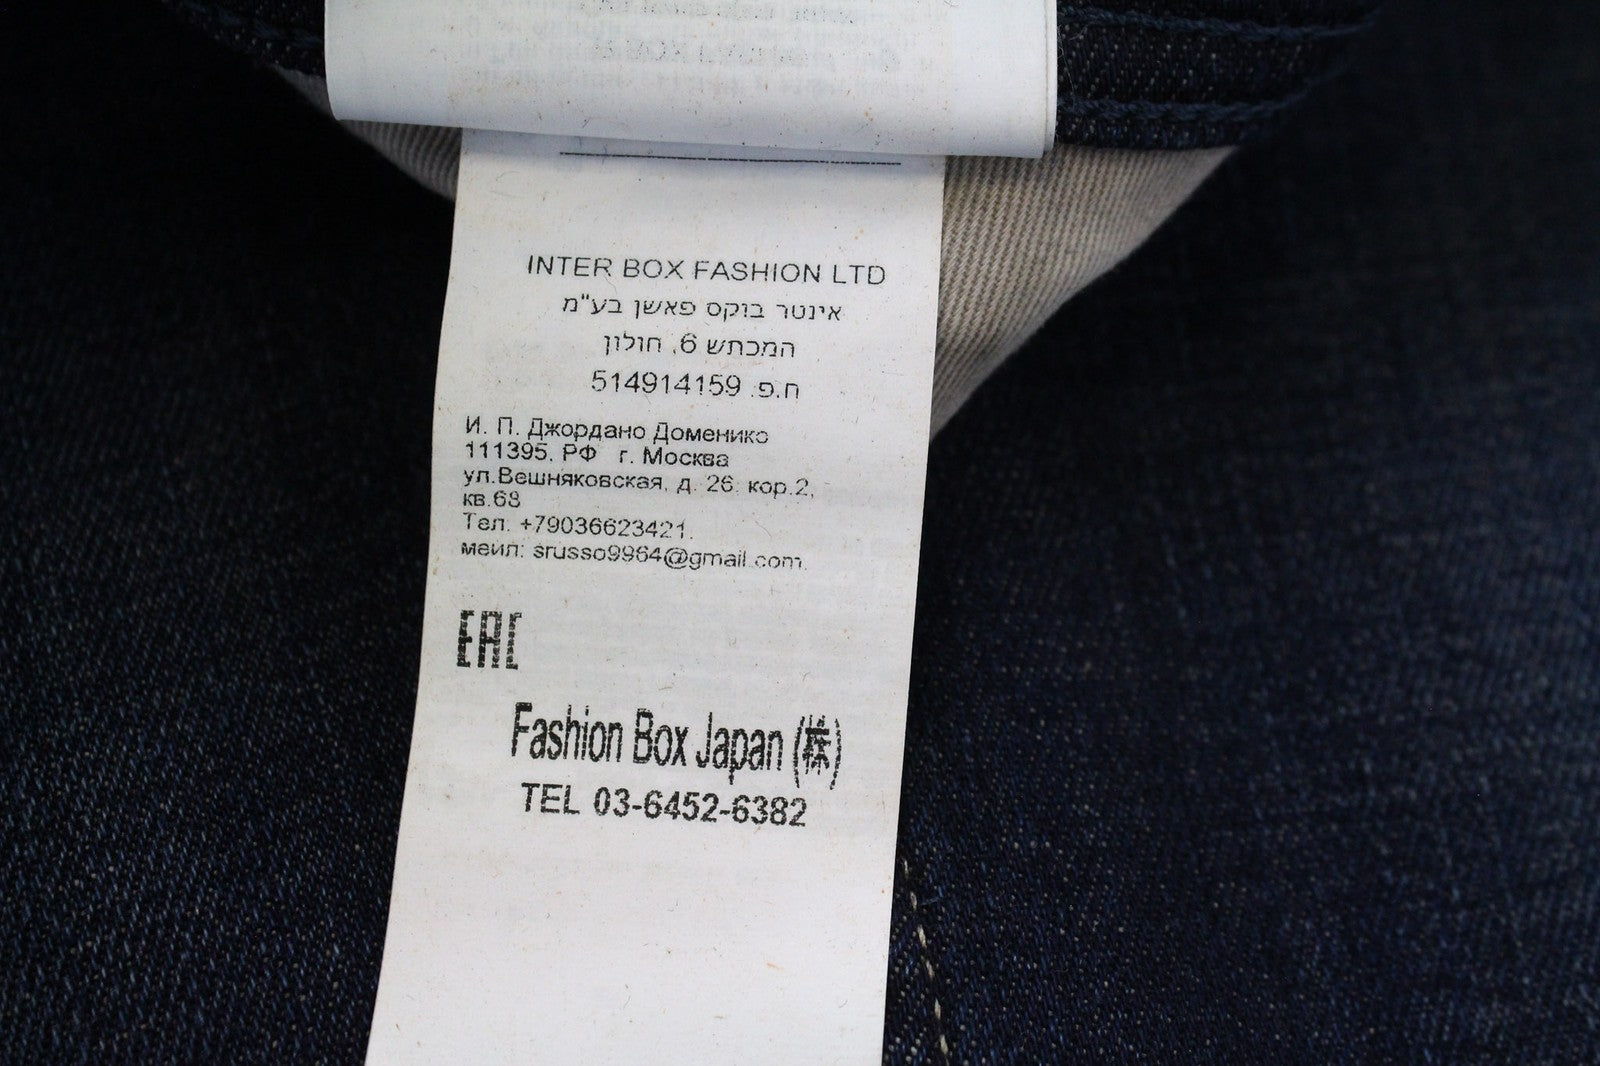 INTER BOX FASHION LTD
אינטר בוקס פאשן בע"מ
המכתש 6, חולון
ח.פ. 514914159
И. П. Джордано Доменико
111395. РФ г. Москва
ул.Вешняковская, д. 26. кор.2,
кв.68
Тел: +79036623421.
меил: srusso9964@gmail.com.
EAC
Fashion Box Japan (株)
TEL 03-6452-6382